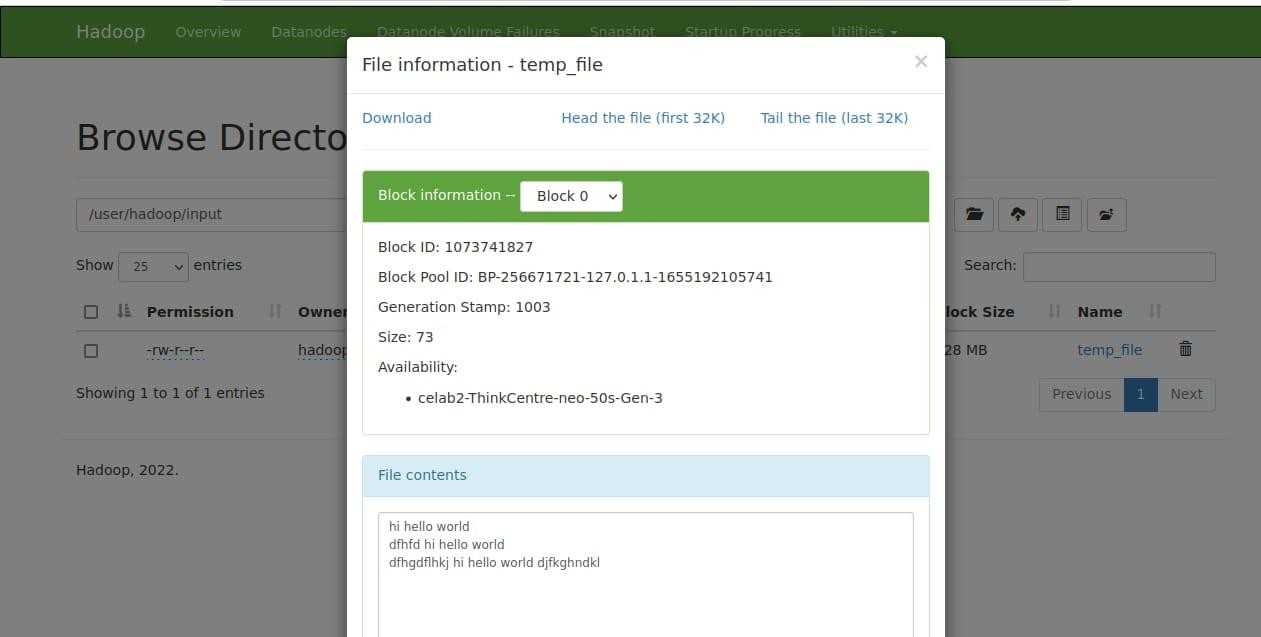 Hadoop Overview Datanodes Datanode Volume Failures Snapshot Startup Progress Utilities
File information - temp_file ×
Download Head the file (first 32K) Tail the file (last 32K)
Browse Directo
Block information -- Block 0
/user/hadoop/input
Block ID: 1073741827
Show 25 entries
Search:
Block Pool ID: BP-256671721-127.0.1.1-1655192105741
Generation Stamp: 1003
Permission Owner lock Size Name
Size: 73
-rw-r--r-- hadoop 28 MB temp_file
Availability:
Showing 1 to 1 of 1 entries
Previous 1 Next
• celab2-ThinkCentre-neo-50s-Gen-3
Hadoop, 2022.
File contents
hi hello world
dfhfd hi hello world
dfhgdflhkj hi hello world djfkghndkl